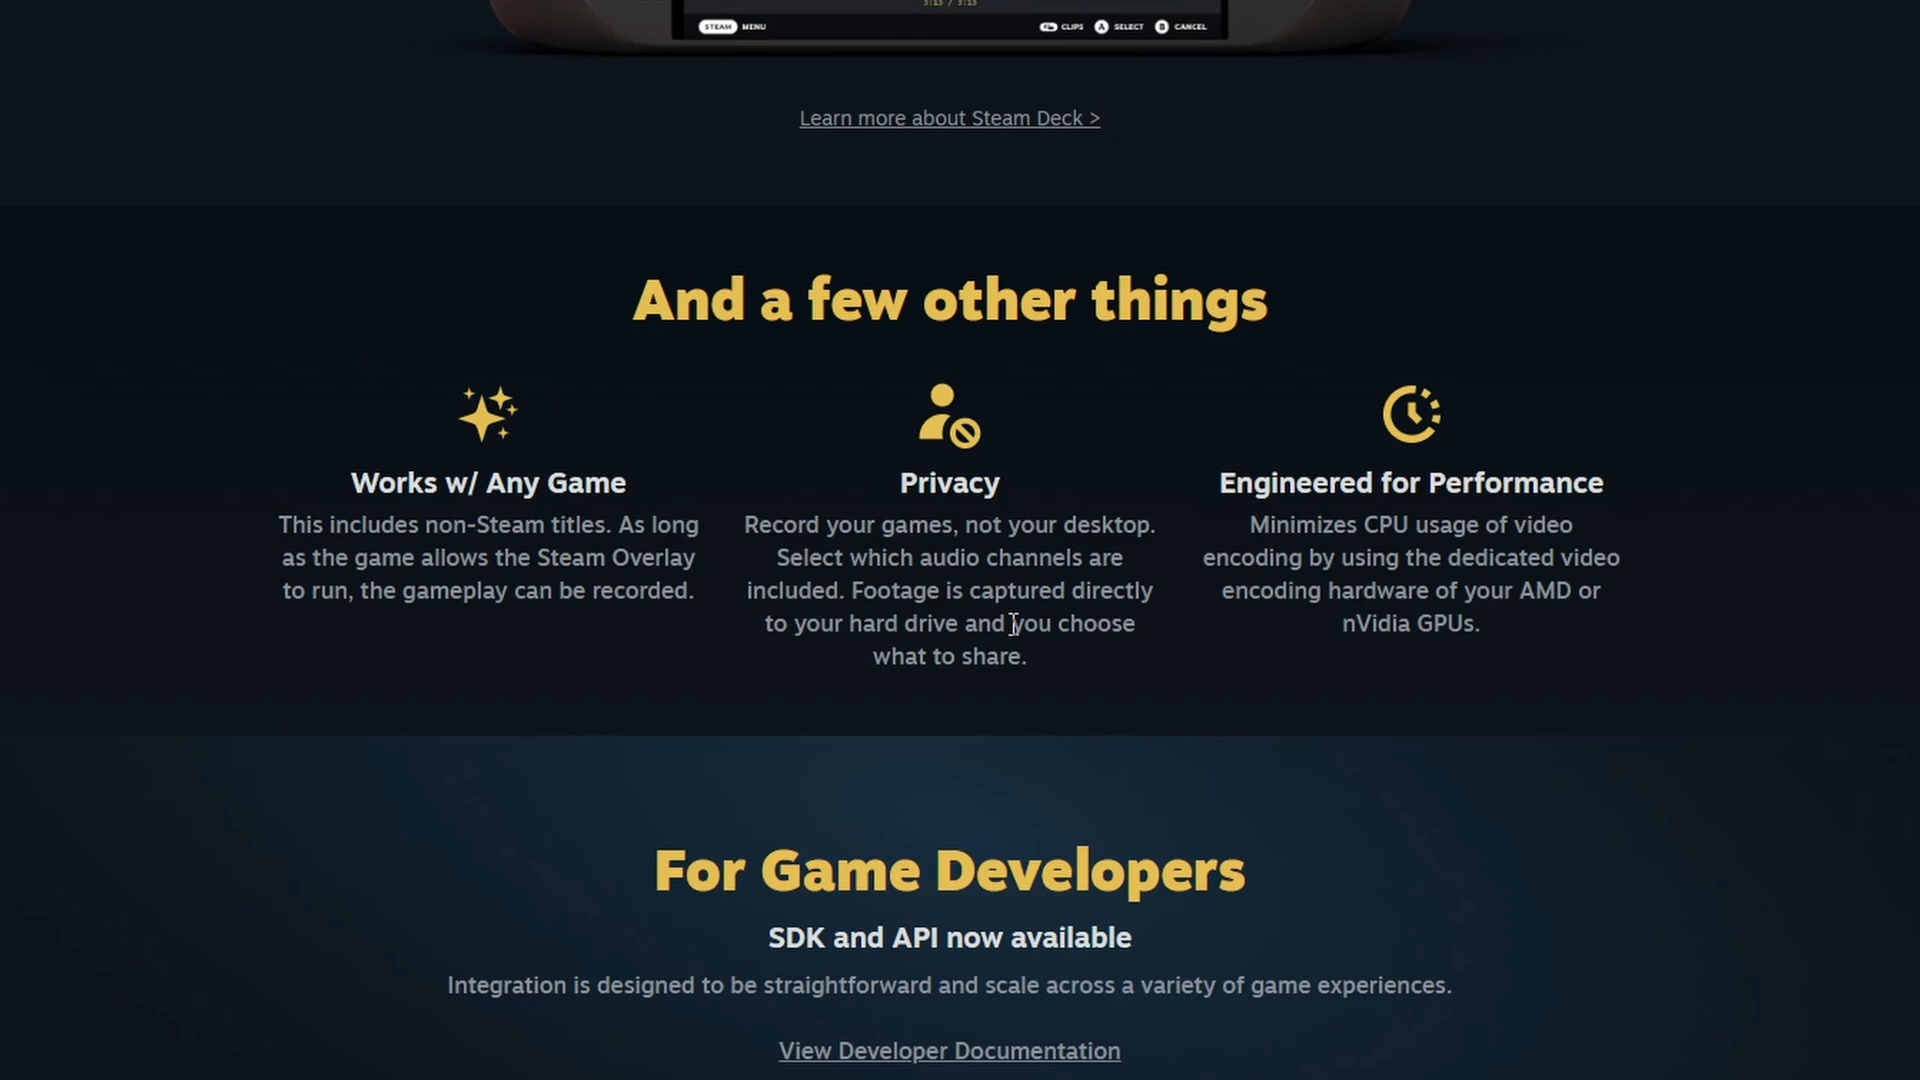 3:13 / 3:13
STEAM MENU
CLIPS A SELECT B CANCEL
Learn more about Steam Deck >
And a few other things
Works w/ Any Game
This includes non-Steam titles. As long
as the game allows the Steam Overlay
to run, the gameplay can be recorded.
Privacy
Record your games, not your desktop.
Select which audio channels are
included. Footage is captured directly
to your hard drive and you choose
what to share.
Engineered for Performance
Minimizes CPU usage of video
encoding by using the dedicated video
encoding hardware of your AMD or
nVidia GPUs.
For Game Developers
SDK and API now available
Integration is designed to be straightforward and scale across a variety of game experiences.
View Developer Documentation